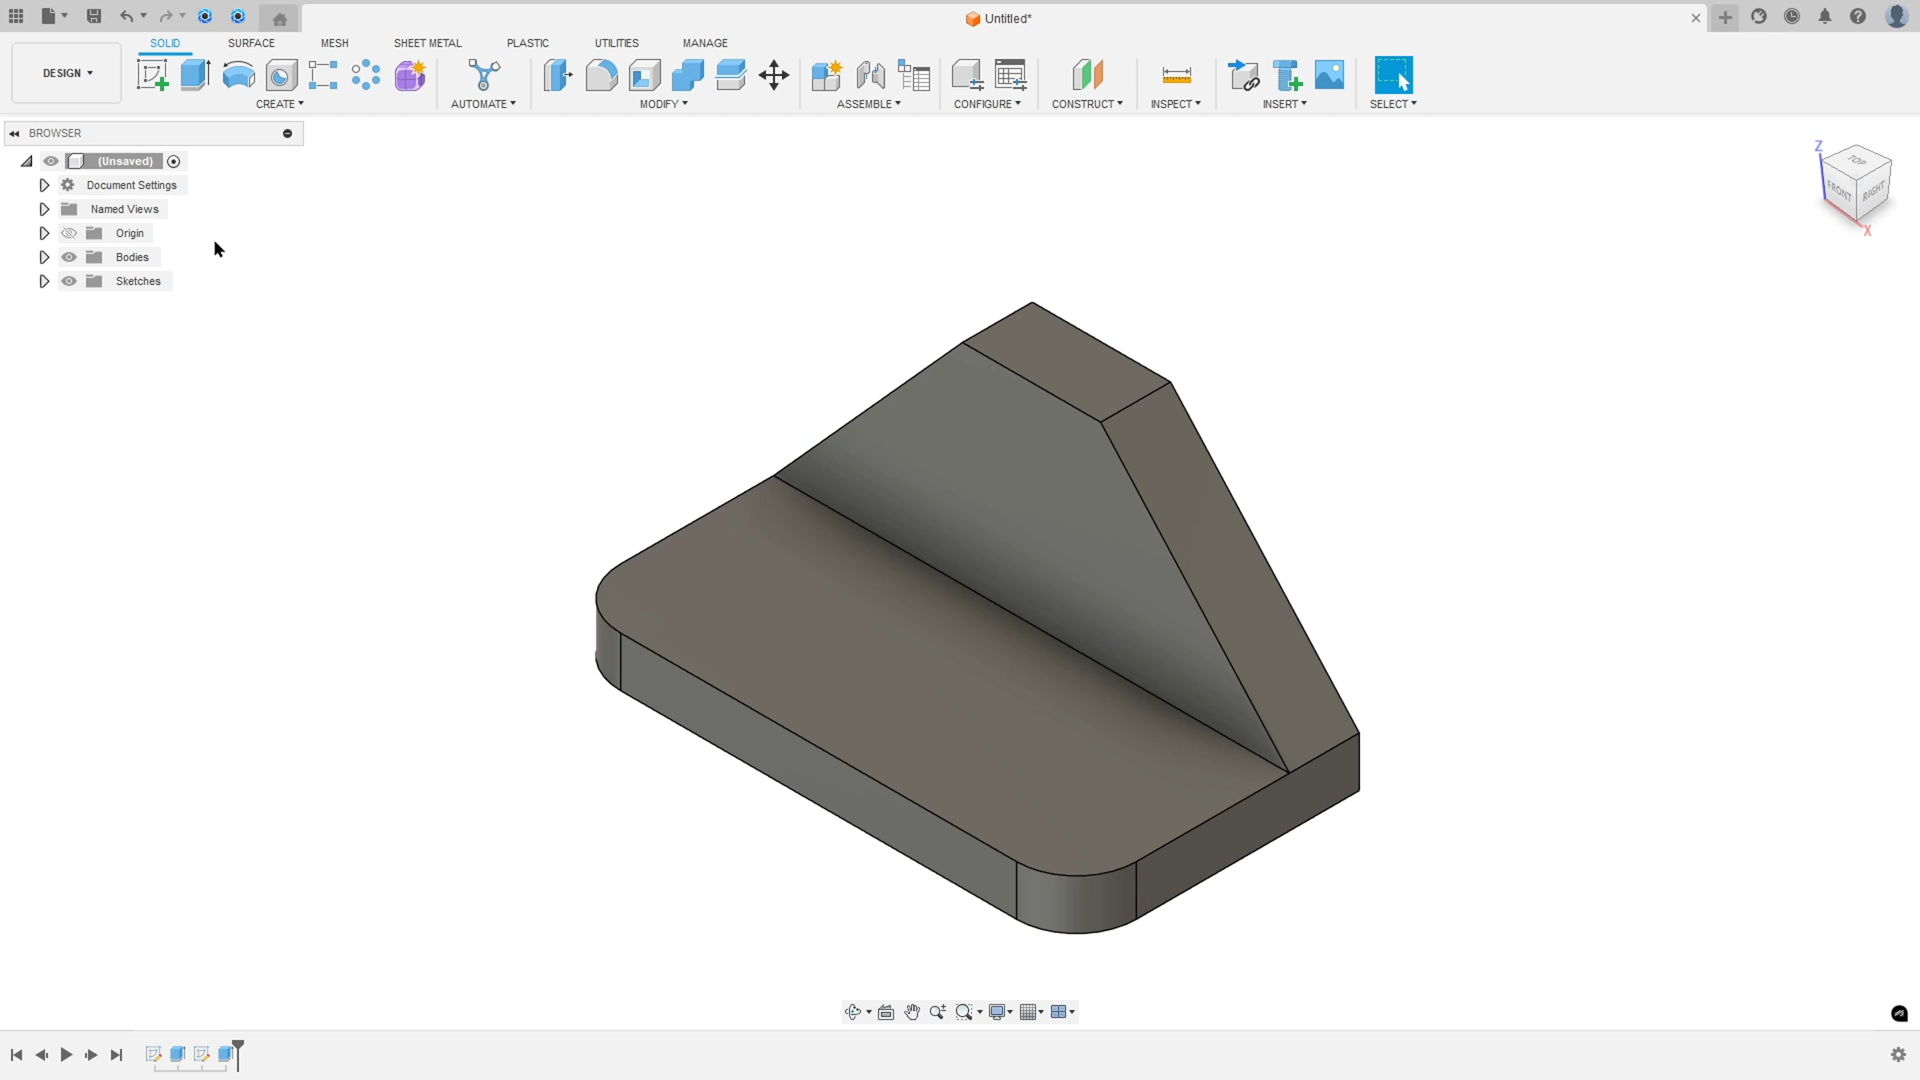 Untitled*
SOLID SURFACE MESH SHEET METAL PLASTIC UTILITIES MANAGE
DESIGN
CREATE AUTOMATE MODIFY ASSEMBLE CONFIGURE CONSTRUCT INSPECT INSERT SELECT
BROWSER
(Unsaved)
Document Settings
Named Views
Origin
Bodies
Sketches
Z
TOP
FRONT RIGHT
X